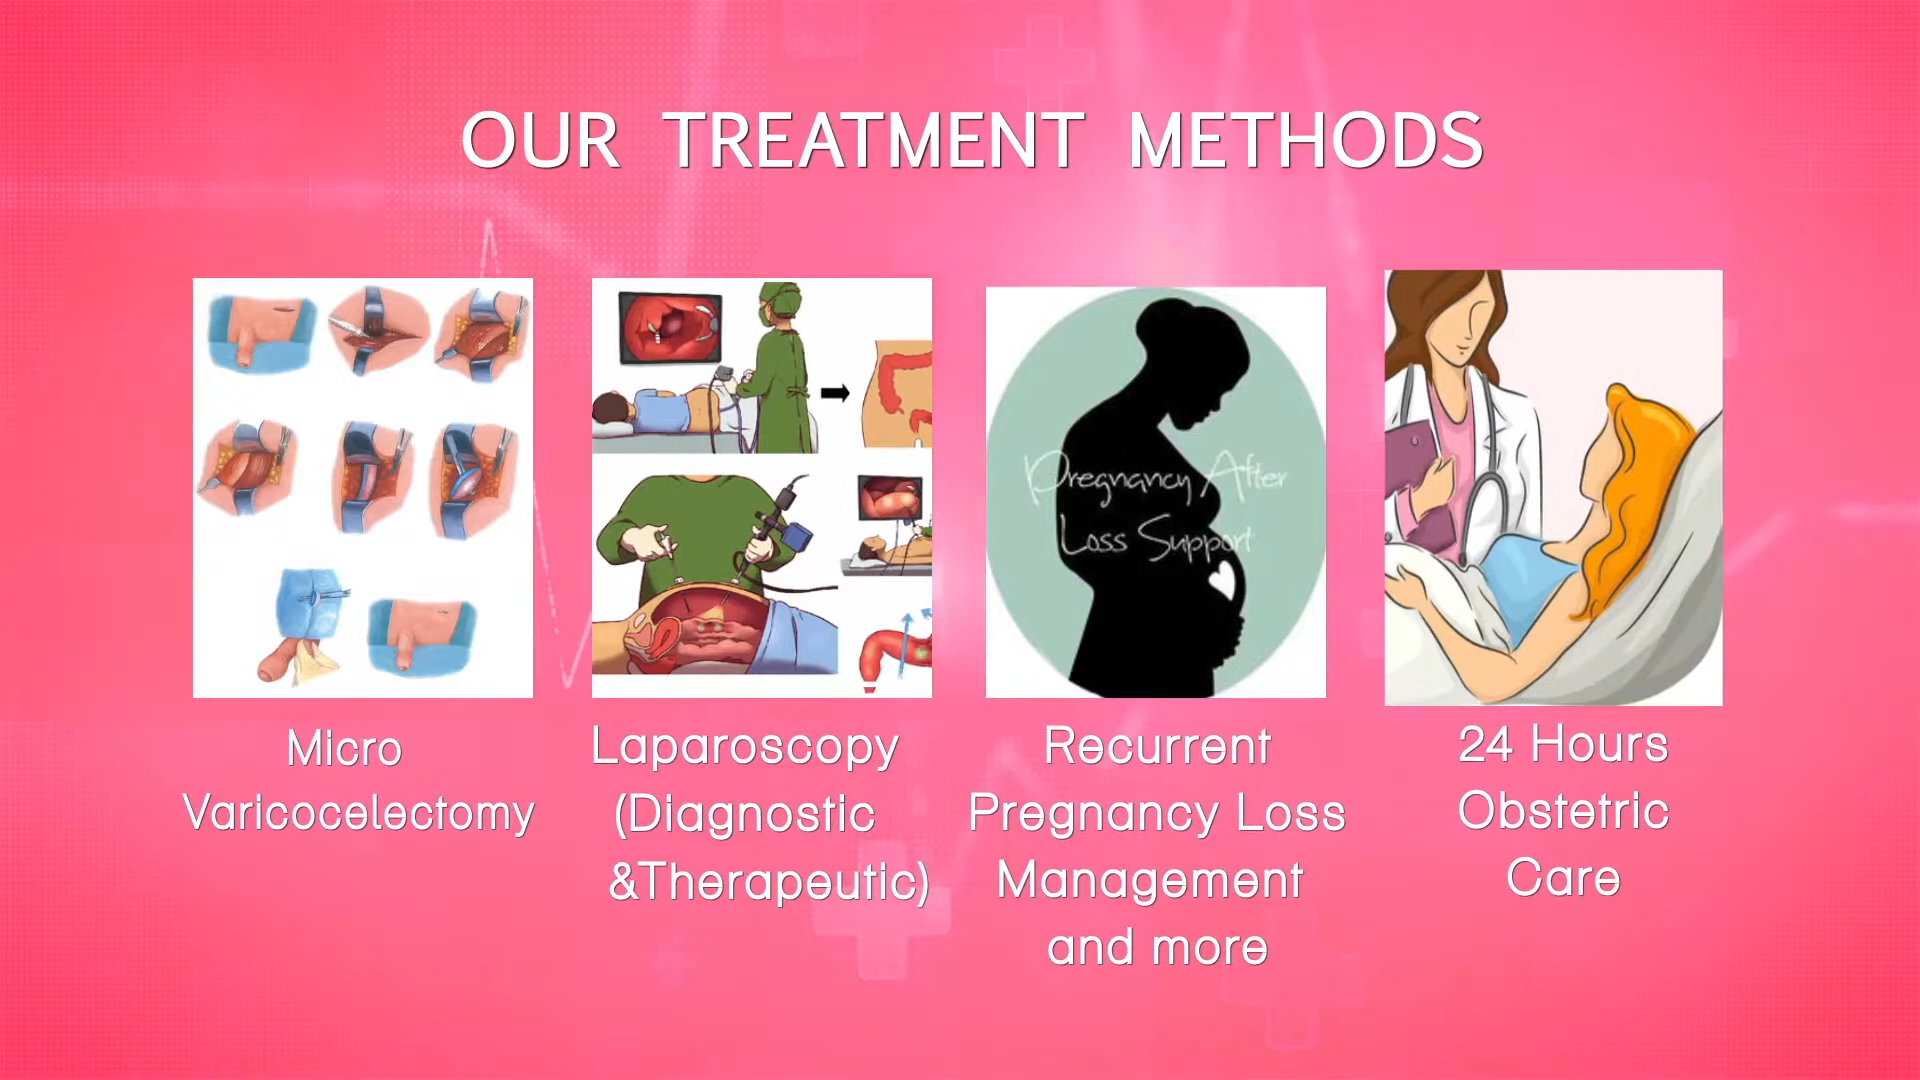 OUR TREATMENT METHODS
Pregnancy After
Loss Support
Micro
Varicocelectomy
Laparoscopy
(Diagnostic
&Therapeutic)
Recurrent
Pregnancy Loss
Management
and more
24 Hours
Obstetric
Care